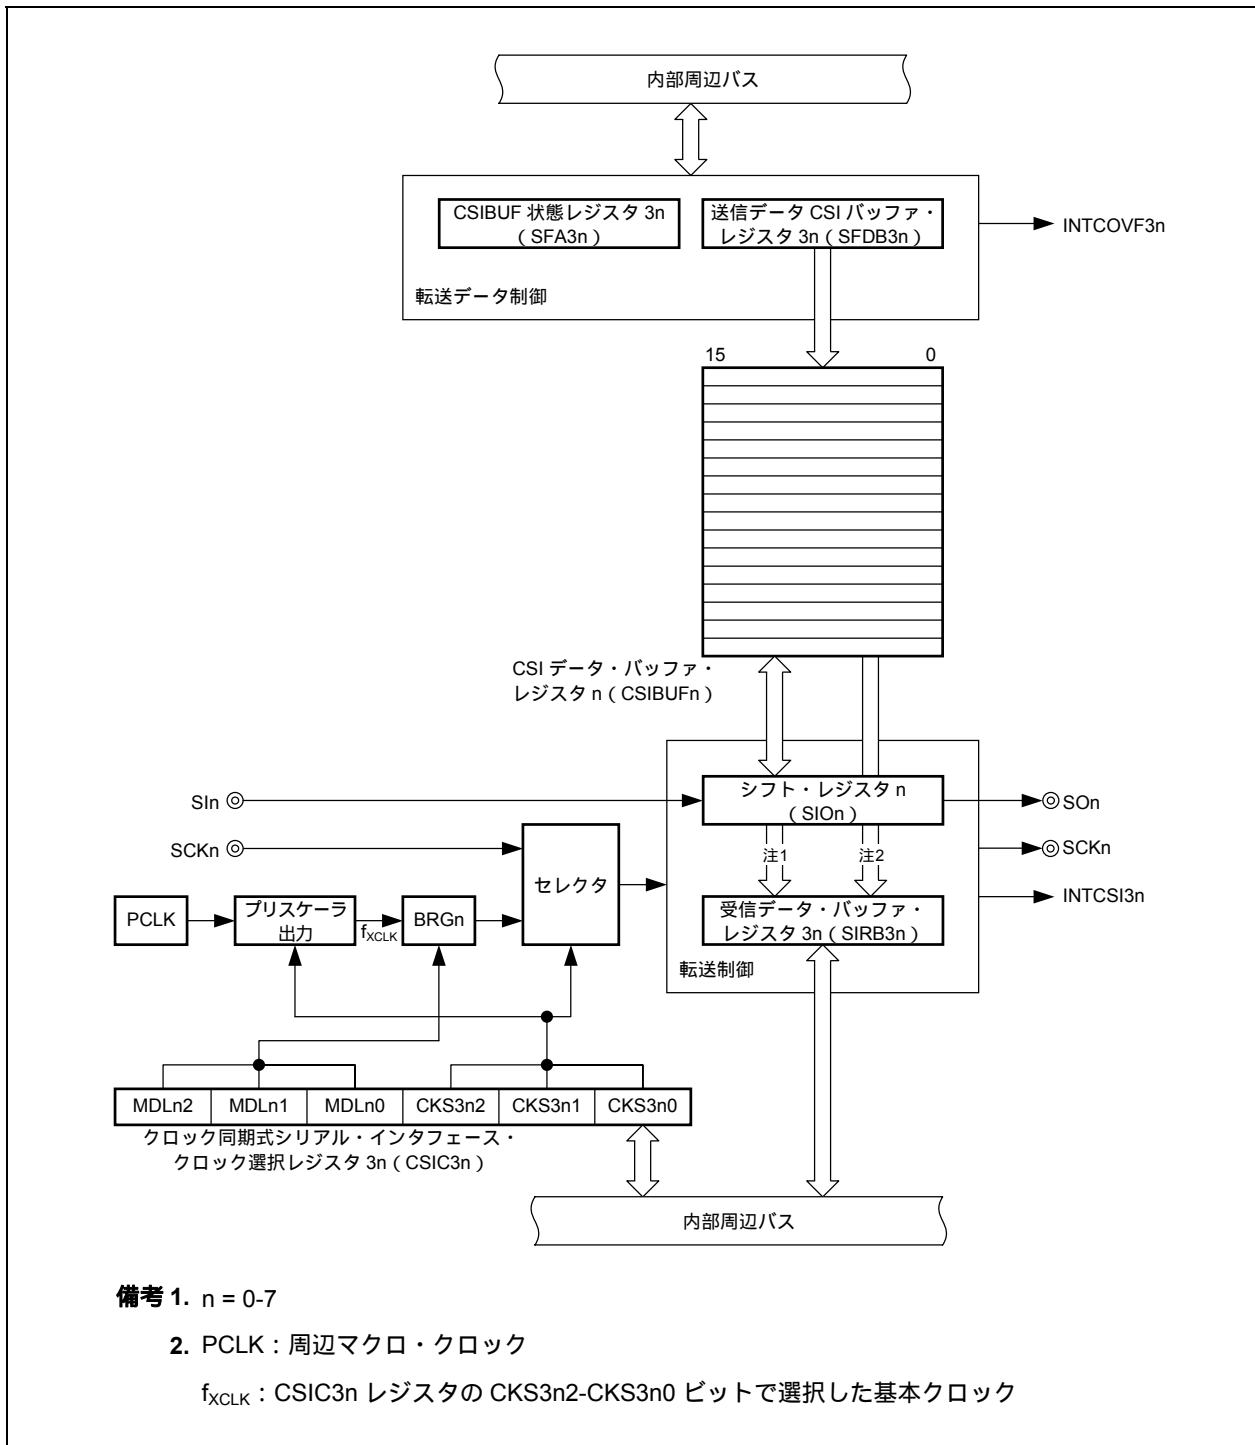 内部周辺バス
CSIBUF 状態レジスタ 3n
（SFA3n）
送信データ CSI バッファ・
レジスタ 3n（SFDB3n）
INTCOVF3n
転送データ制御
15
0
CSI データ・バッファ・
レジスタ n（CSIBUFn）
SIn
シフト・レジスタ n
（SIOn）
SOn
SCKn
セレクタ
注1
注2
SCKn
PCLK
プリスケーラ
出力
fXCLK
BRGn
INTCSI3n
受信データ・バッファ・
レジスタ 3n（SIRB3n）
転送制御
MDLn2
MDLn1
MDLn0
CKS3n2
CKS3n1
CKS3n0
クロック同期式シリアル・インタフェース・
クロック選択レジスタ 3n（CSIC3n）
内部周辺バス
備考 1. n = 0-7
2. PCLK：周辺マクロ・クロック
fXCLK：CSIC3n レジスタの CKS3n2-CKS3n0 ビットで選択した基本クロック